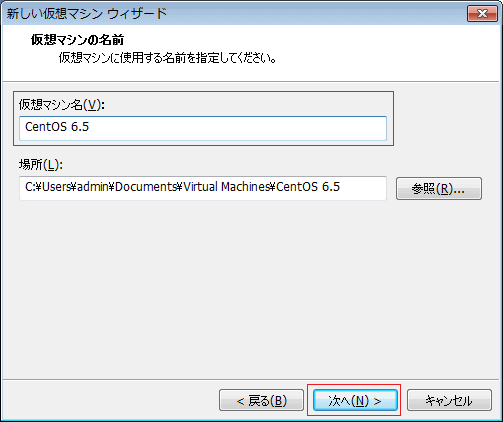 新しい仮想マシン ウィザード
仮想マシンの名前
仮想マシンに使用する名前を指定してください。
仮想マシン名(V):
CentOS 6.5
場所(L):
C:¥Users¥admin¥Documents¥Virtual Machines¥CentOS 6.5
参照(R)...
< 戻る(B)
次へ(N) >
キャンセル